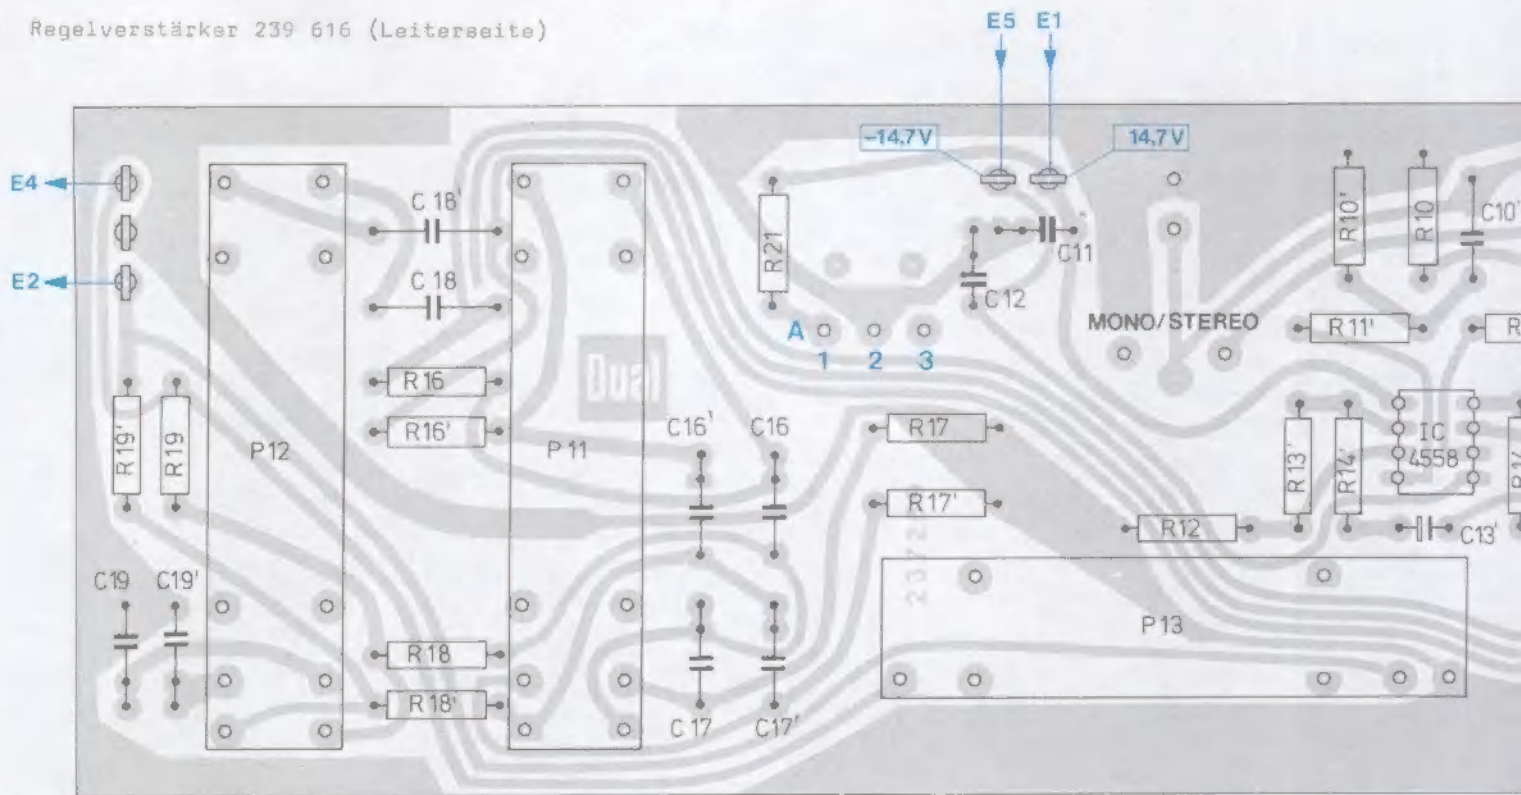 Regelverstärker 239 616 (Leiterseite)
E5 E1
-14,7V 14,7V
E4
E2
C 18'
C 18
R21
C11
C12
R10' R10 C10'
MONO/STEREO
A
1 2 3
R11'
Dual
R16
R16'
R19' R19
P12
P11
C16' C16
R17
R17'
R12
R13' R14'
IC
4558
C13'
C19 C19'
P13
R18
R18'
C17 C17'